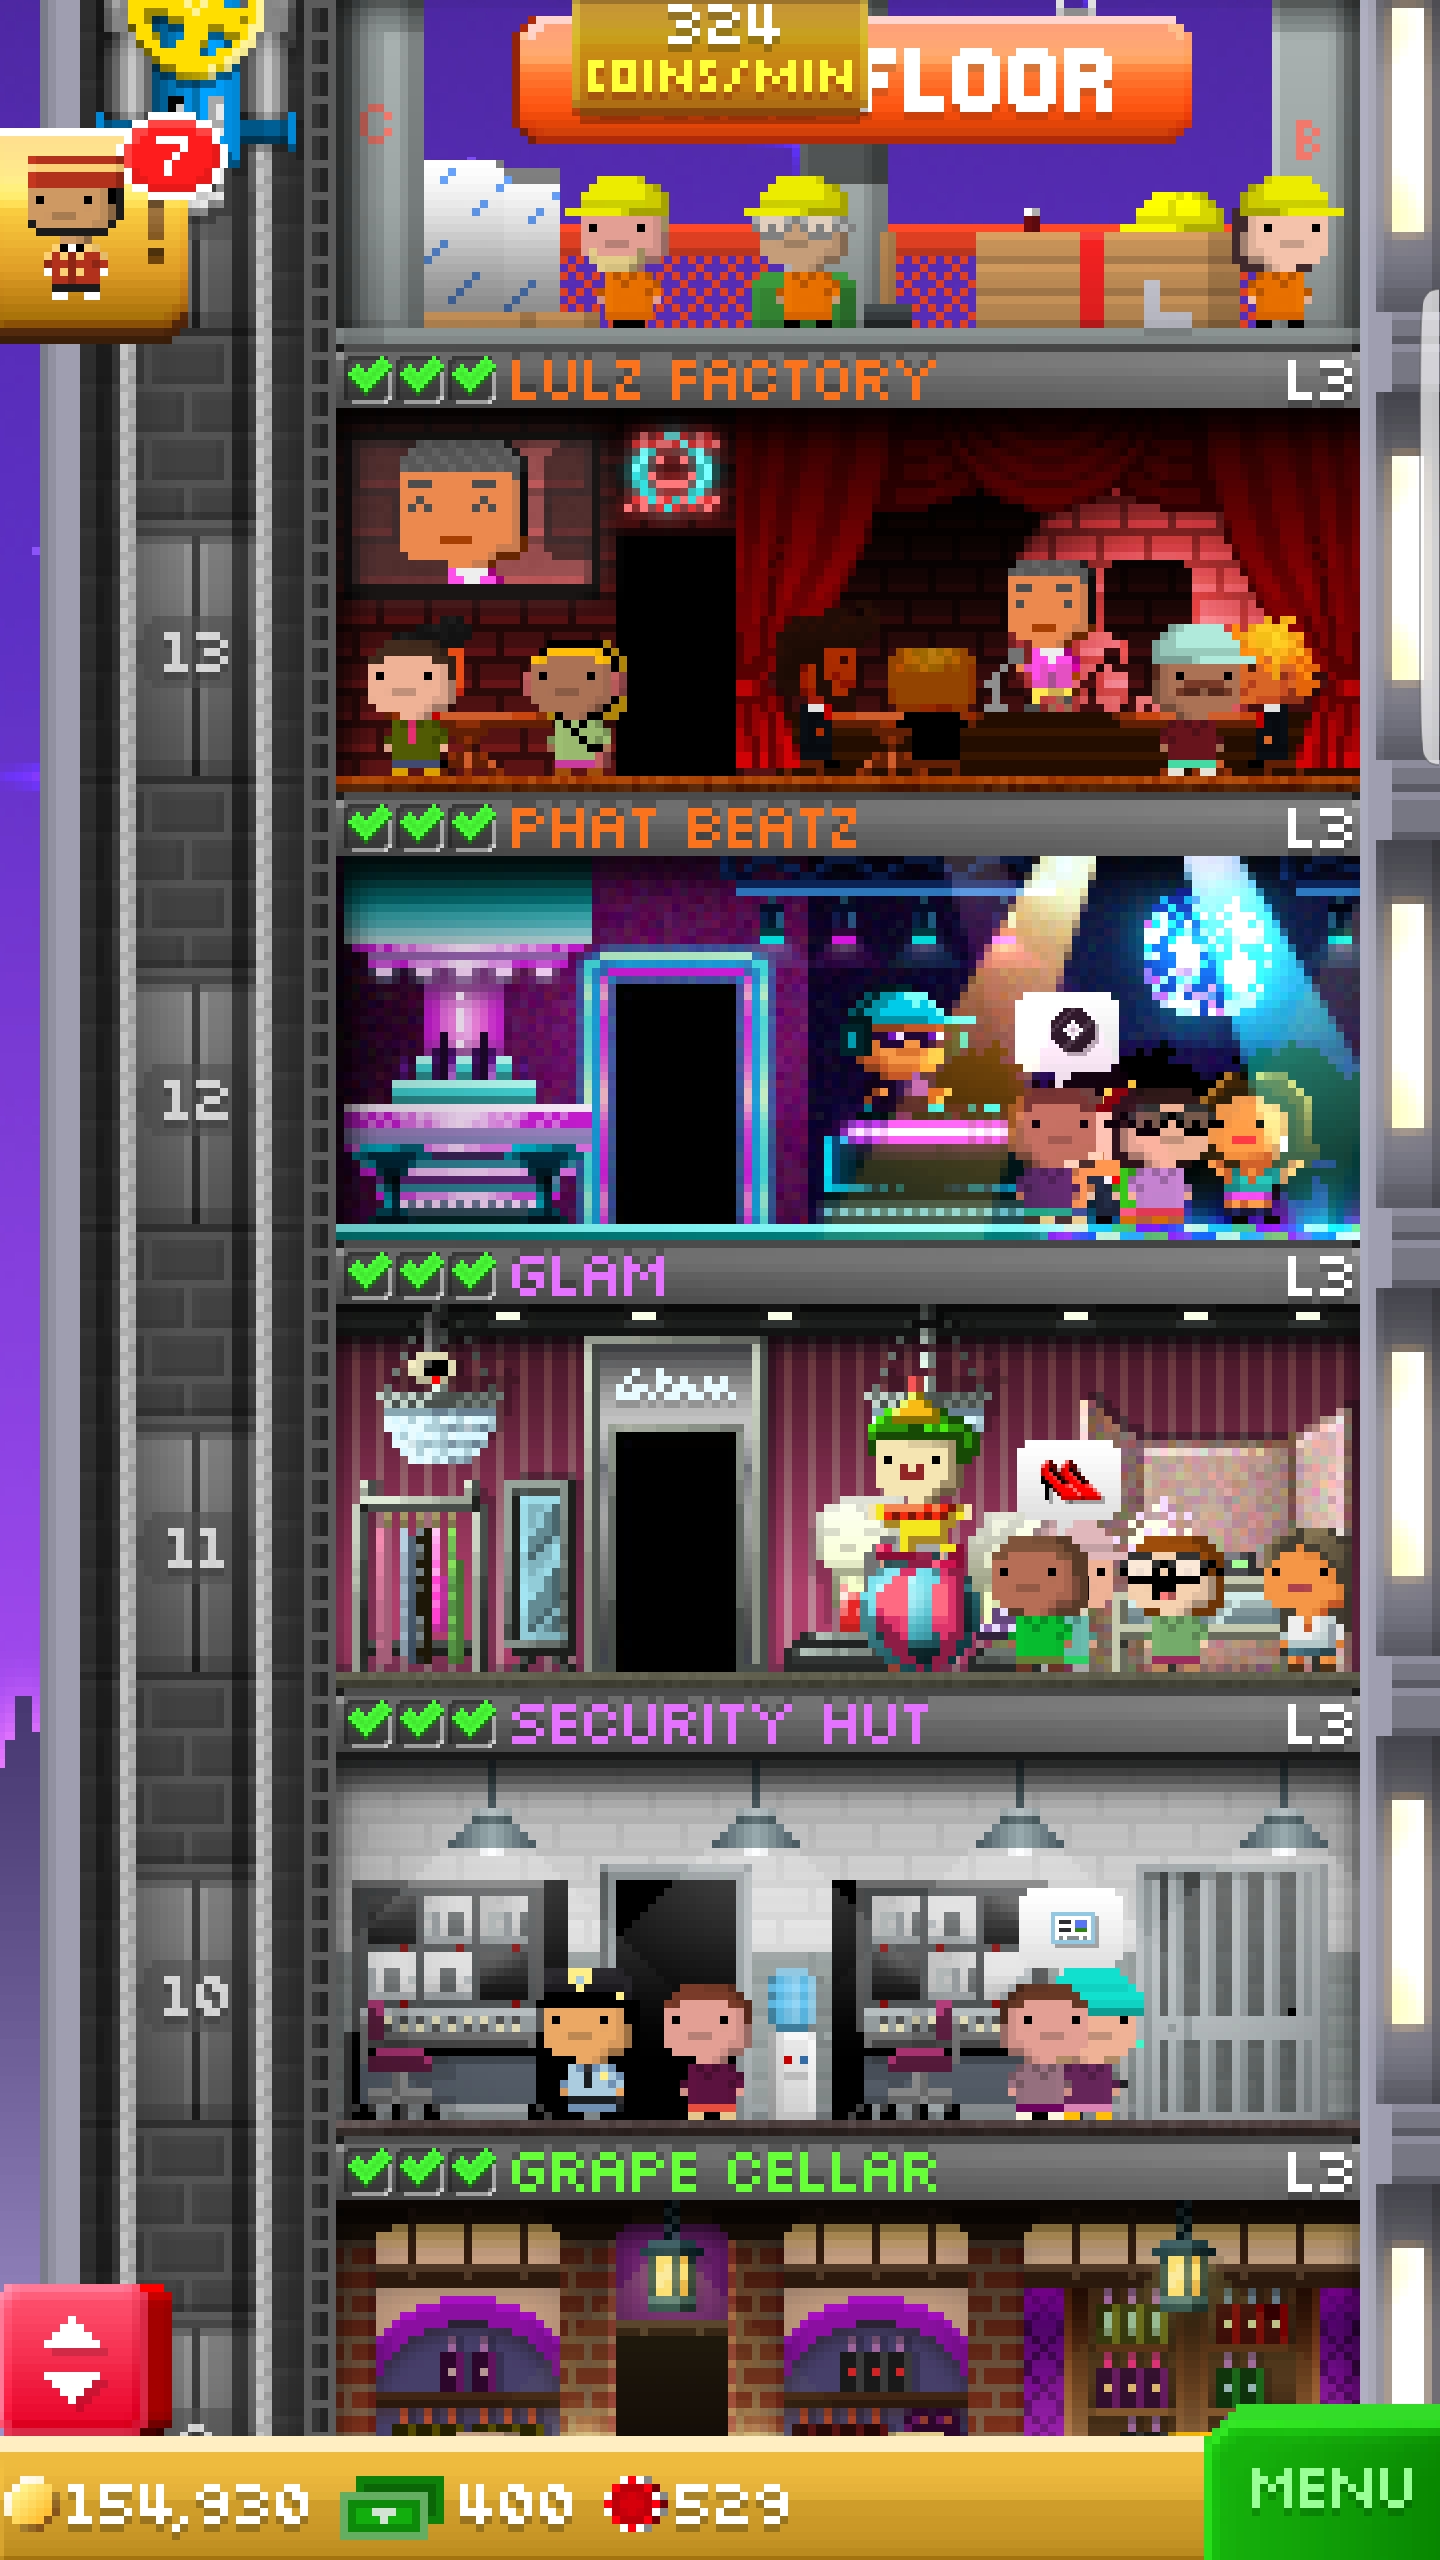 324
COINS/MIN
FLOOR
C
B
7
!
LULZ FACTORY
L3
13
PHAT BEATZ
L3
12
GLAM
L3
Glam
11
SECURITY HUT
L3
10
GRAPE CELLAR
L3
154,930
400
529
MENU